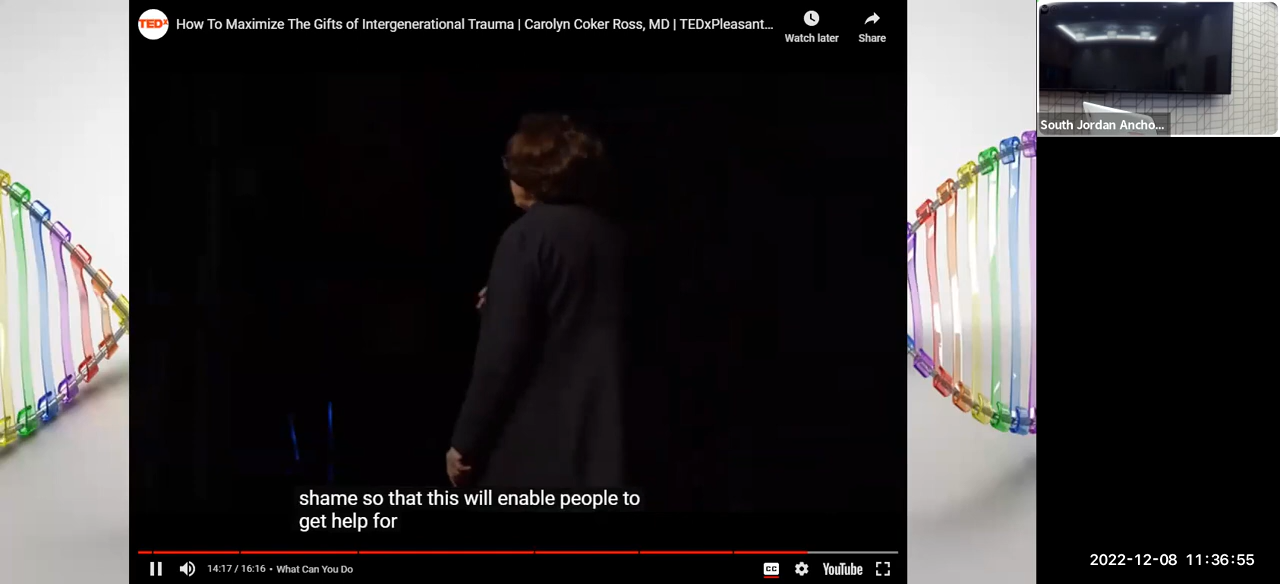 TEDx
How To Maximize The Gifts of Intergenerational Trauma | Carolyn Coker Ross, MD | TEDxPleasant...
Watch later
Share
South Jordan Ancho...
shame so that this will enable people to
get help for
14:17 / 16:16 • What Can You Do
CC
YouTube
2022-12-08 11:36:55